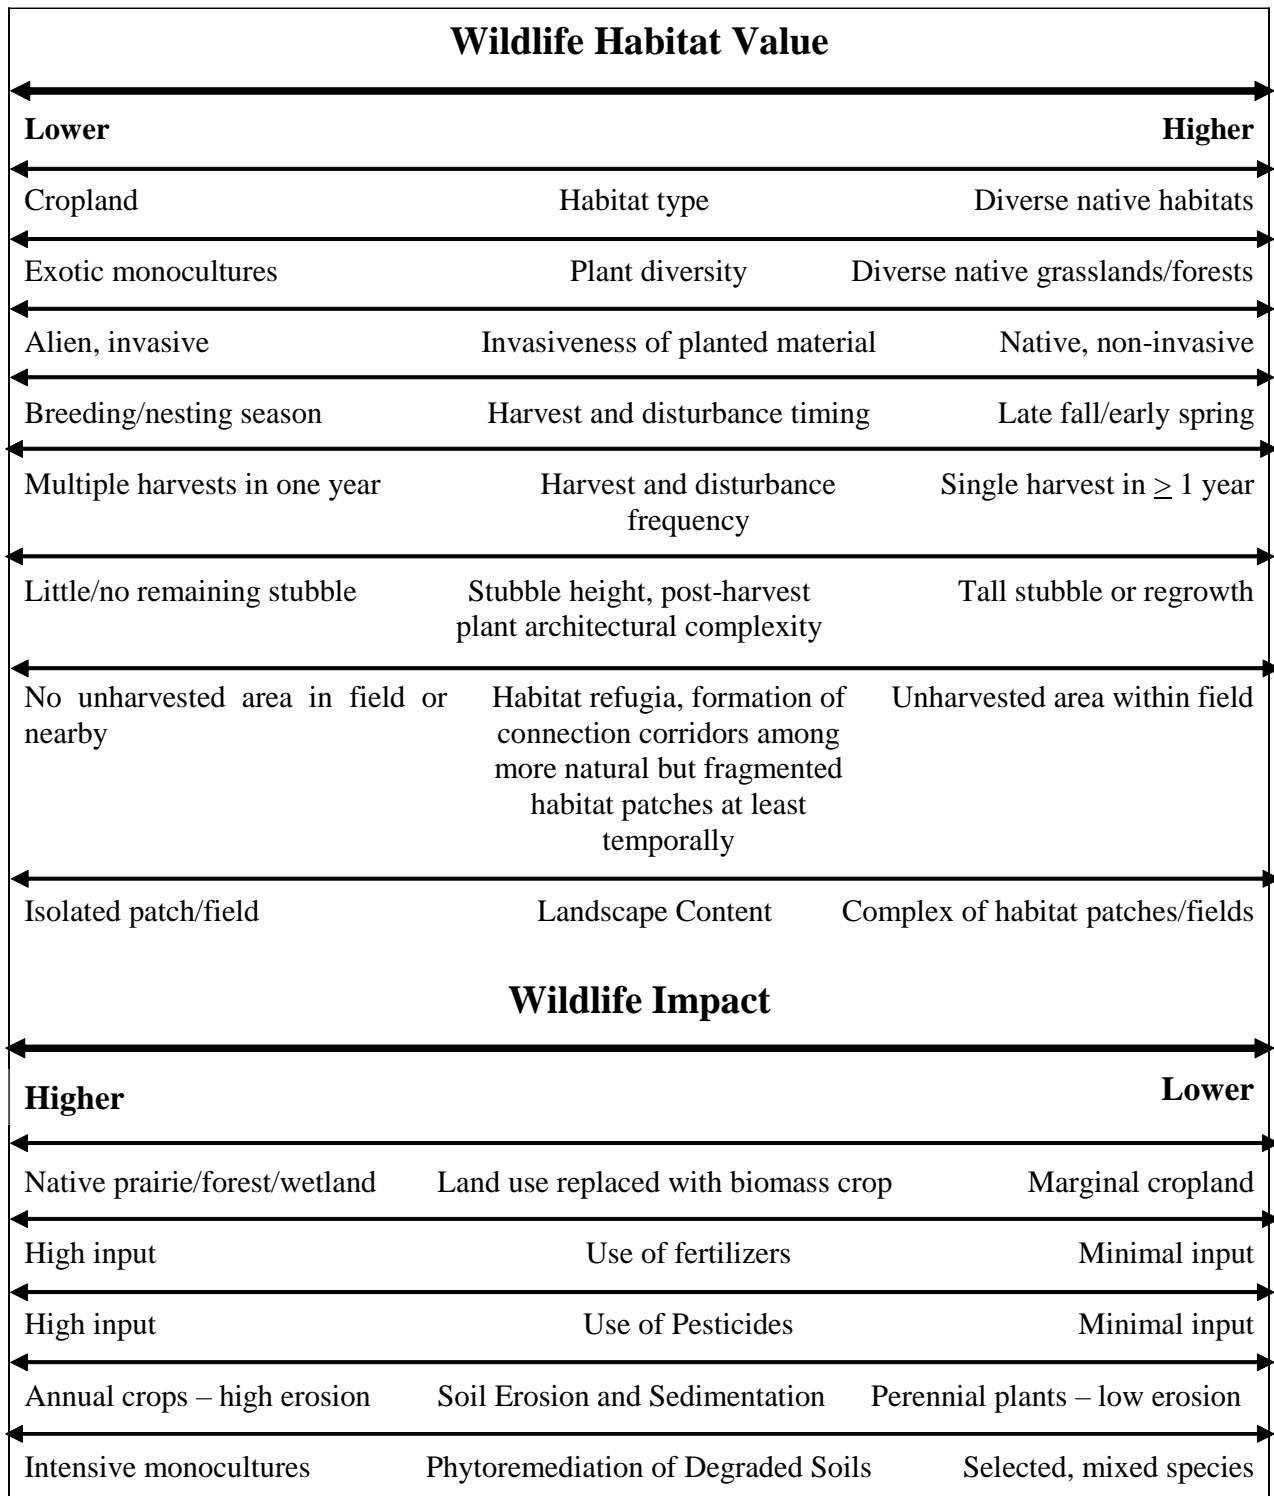 Wildlife Habitat Value
Lower Higher
Cropland Habitat type Diverse native habitats
Exotic monocultures Plant diversity Diverse native grasslands/forests
Alien, invasive Invasiveness of planted material Native, non-invasive
Breeding/nesting season Harvest and disturbance timing Late fall/early spring
Multiple harvests in one year Harvest and disturbance Single harvest in ≥ 1 year
frequency
Little/no remaining stubble Stubble height, post-harvest Tall stubble or regrowth
plant architectural complexity
No unharvested area in field or Habitat refugia, formation of Unharvested area within field
nearby connection corridors among
more natural but fragmented
habitat patches at least
temporally
Isolated patch/field Landscape Content Complex of habitat patches/fields
Wildlife Impact
Higher Lower
Native prairie/forest/wetland Land use replaced with biomass crop Marginal cropland
High input Use of fertilizers Minimal input
High input Use of Pesticides Minimal input
Annual crops – high erosion Soil Erosion and Sedimentation Perennial plants – low erosion
Intensive monocultures Phytoremediation of Degraded Soils Selected, mixed species